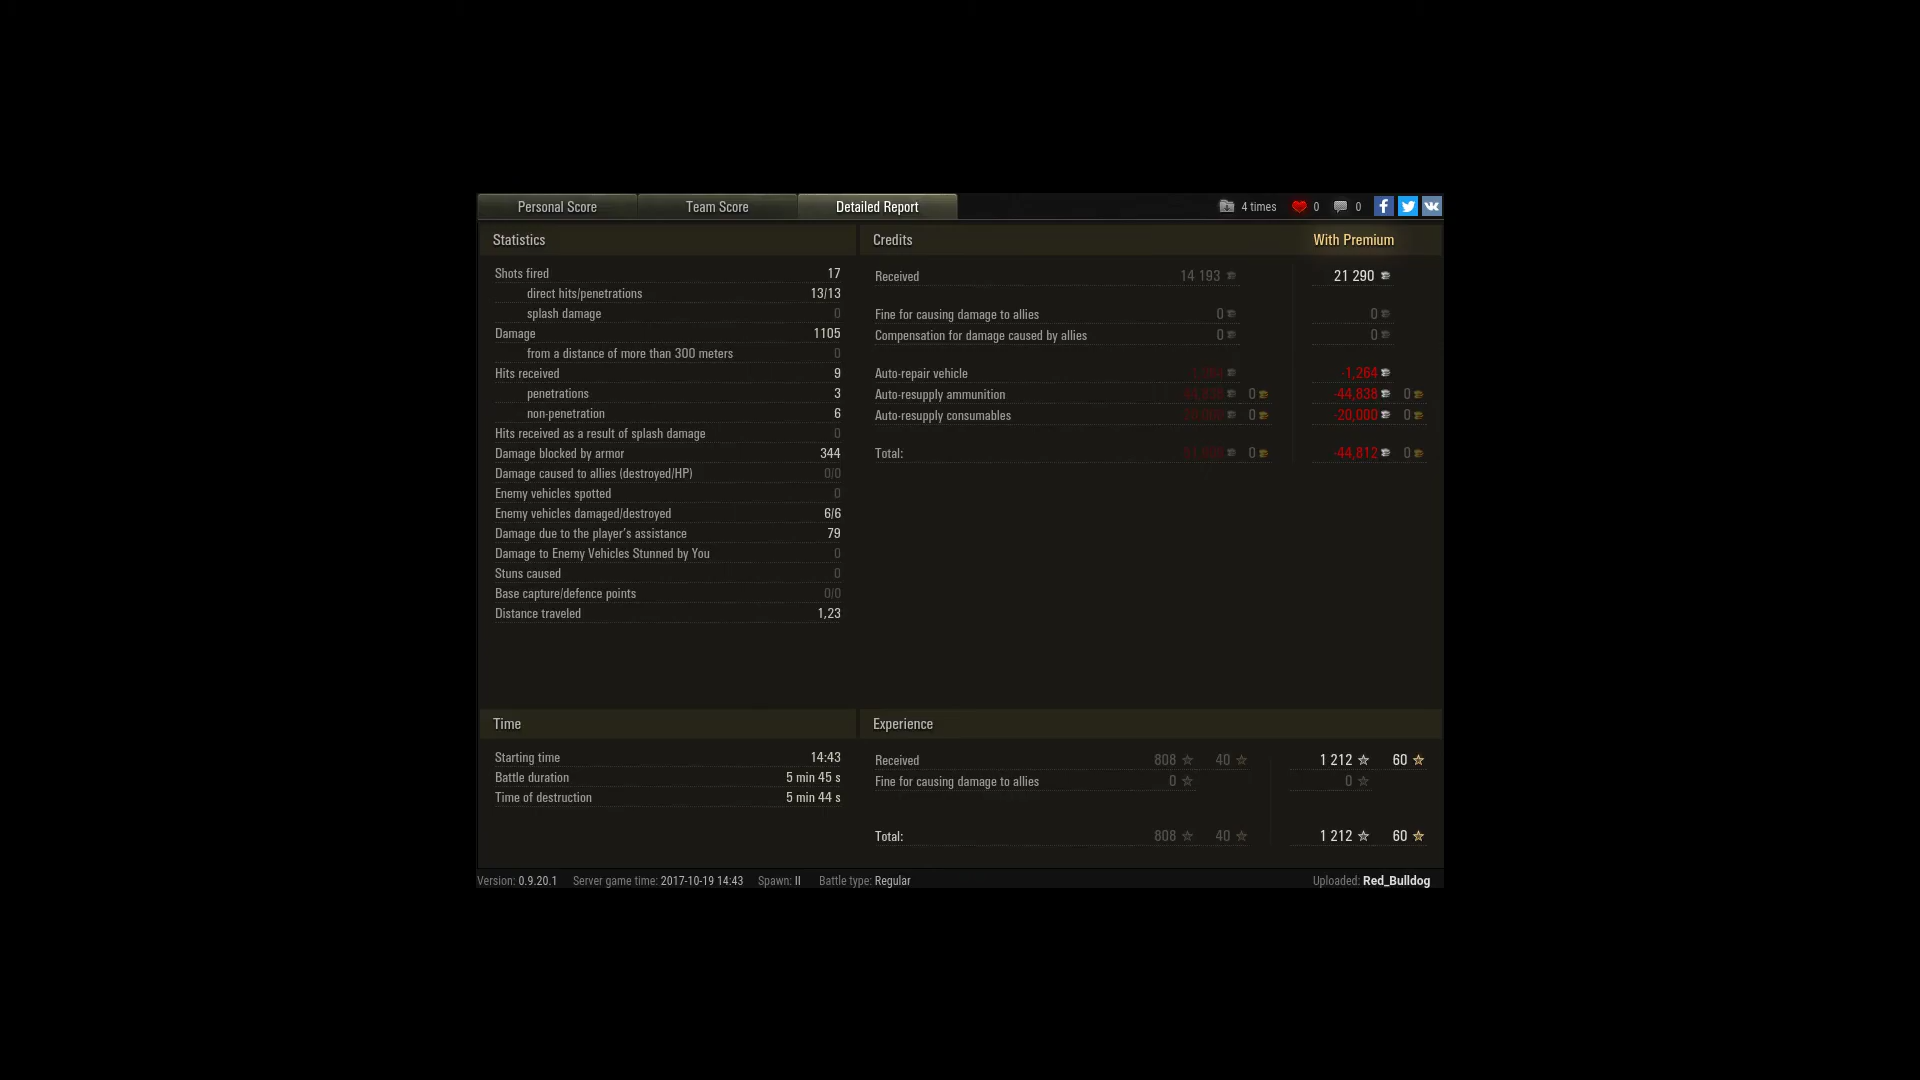 Personal Score Team Score Detailed Report 4 times 0 0
Statistics
Shots fired 17
direct hits/penetrations 13/13
splash damage 0
Damage 1105
from a distance of more than 300 meters 0
Hits received 9
penetrations 3
non-penetration 6
Hits received as a result of splash damage 0
Damage blocked by armor 344
Damage caused to allies (destroyed/HP) 0/0
Enemy vehicles spotted 0
Enemy vehicles damaged/destroyed 6/6
Damage due to the player's assistance 79
Damage to Enemy Vehicles Stunned by You 0
Stuns caused 0
Base capture/defence points 0/0
Distance traveled 1,23
Credits With Premium
Received 14 193 21 290
Fine for causing damage to allies 0 0
Compensation for damage caused by allies 0 0
Auto-repair vehicle -1,264
Auto-resupply ammunition 0 -44,838 0
Auto-resupply consumables 0 -20,000 0
Total: 0 -44,812 0
Time
Starting time 14:43
Battle duration 5 min 45 s
Time of destruction 5 min 44 s
Experience
Received 808 40 1 212 60
Fine for causing damage to allies 0 0
Total: 808 40 1 212 60
Version: 0.9.20.1 Server game time: 2017-10-19 14:43 Spawn: II Battle type: Regular Uploaded: Red_Bulldog